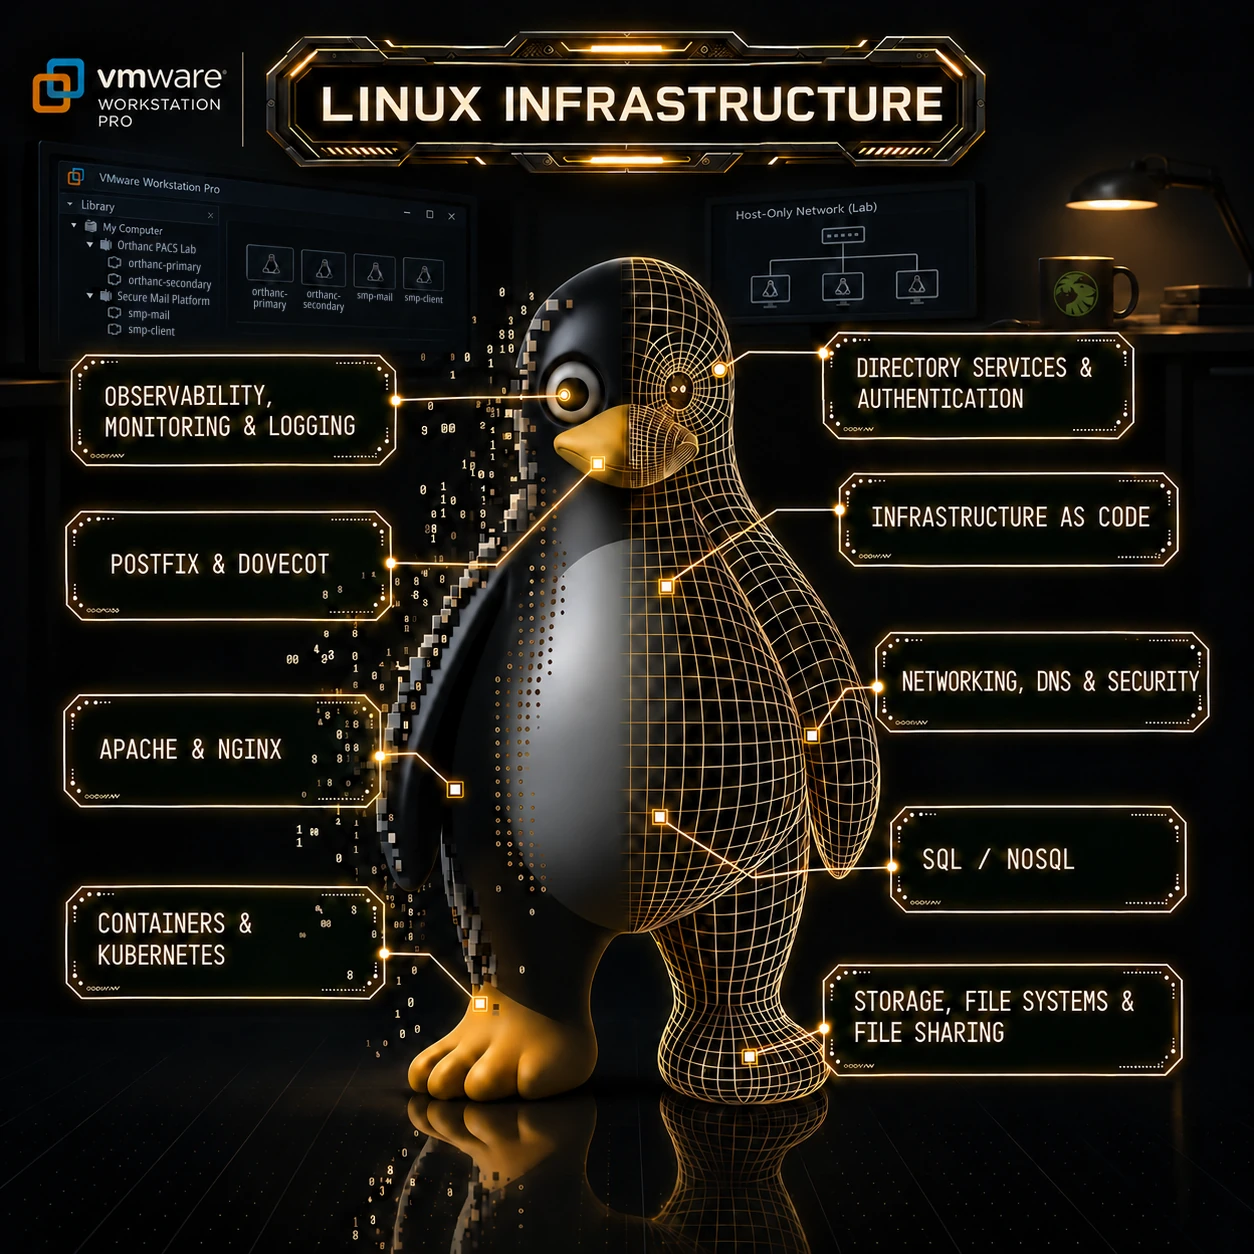 vmware
WORKSTATION
PRO
LINUX INFRASTRUCTURE
VMware Workstation Pro
Library
My Computer
Orthanc PACS Lab
orthanc-primary
orthanc-secondary
Secure Mail Platform
smp-mail
smp-client
orthanc-
primary
orthanc-
secondary
smp-mail
smp-client
Host-Only Network (Lab)
OBSERVABILITY,
MONITORING & LOGGING
DIRECTORY SERVICES &
AUTHENTICATION
POSTFIX & DOVECOT
INFRASTRUCTURE AS CODE
APACHE & NGINX
NETWORKING, DNS & SECURITY
SQL / NOSQL
CONTAINERS &
KUBERNETES
STORAGE, FILE SYSTEMS &
FILE SHARING